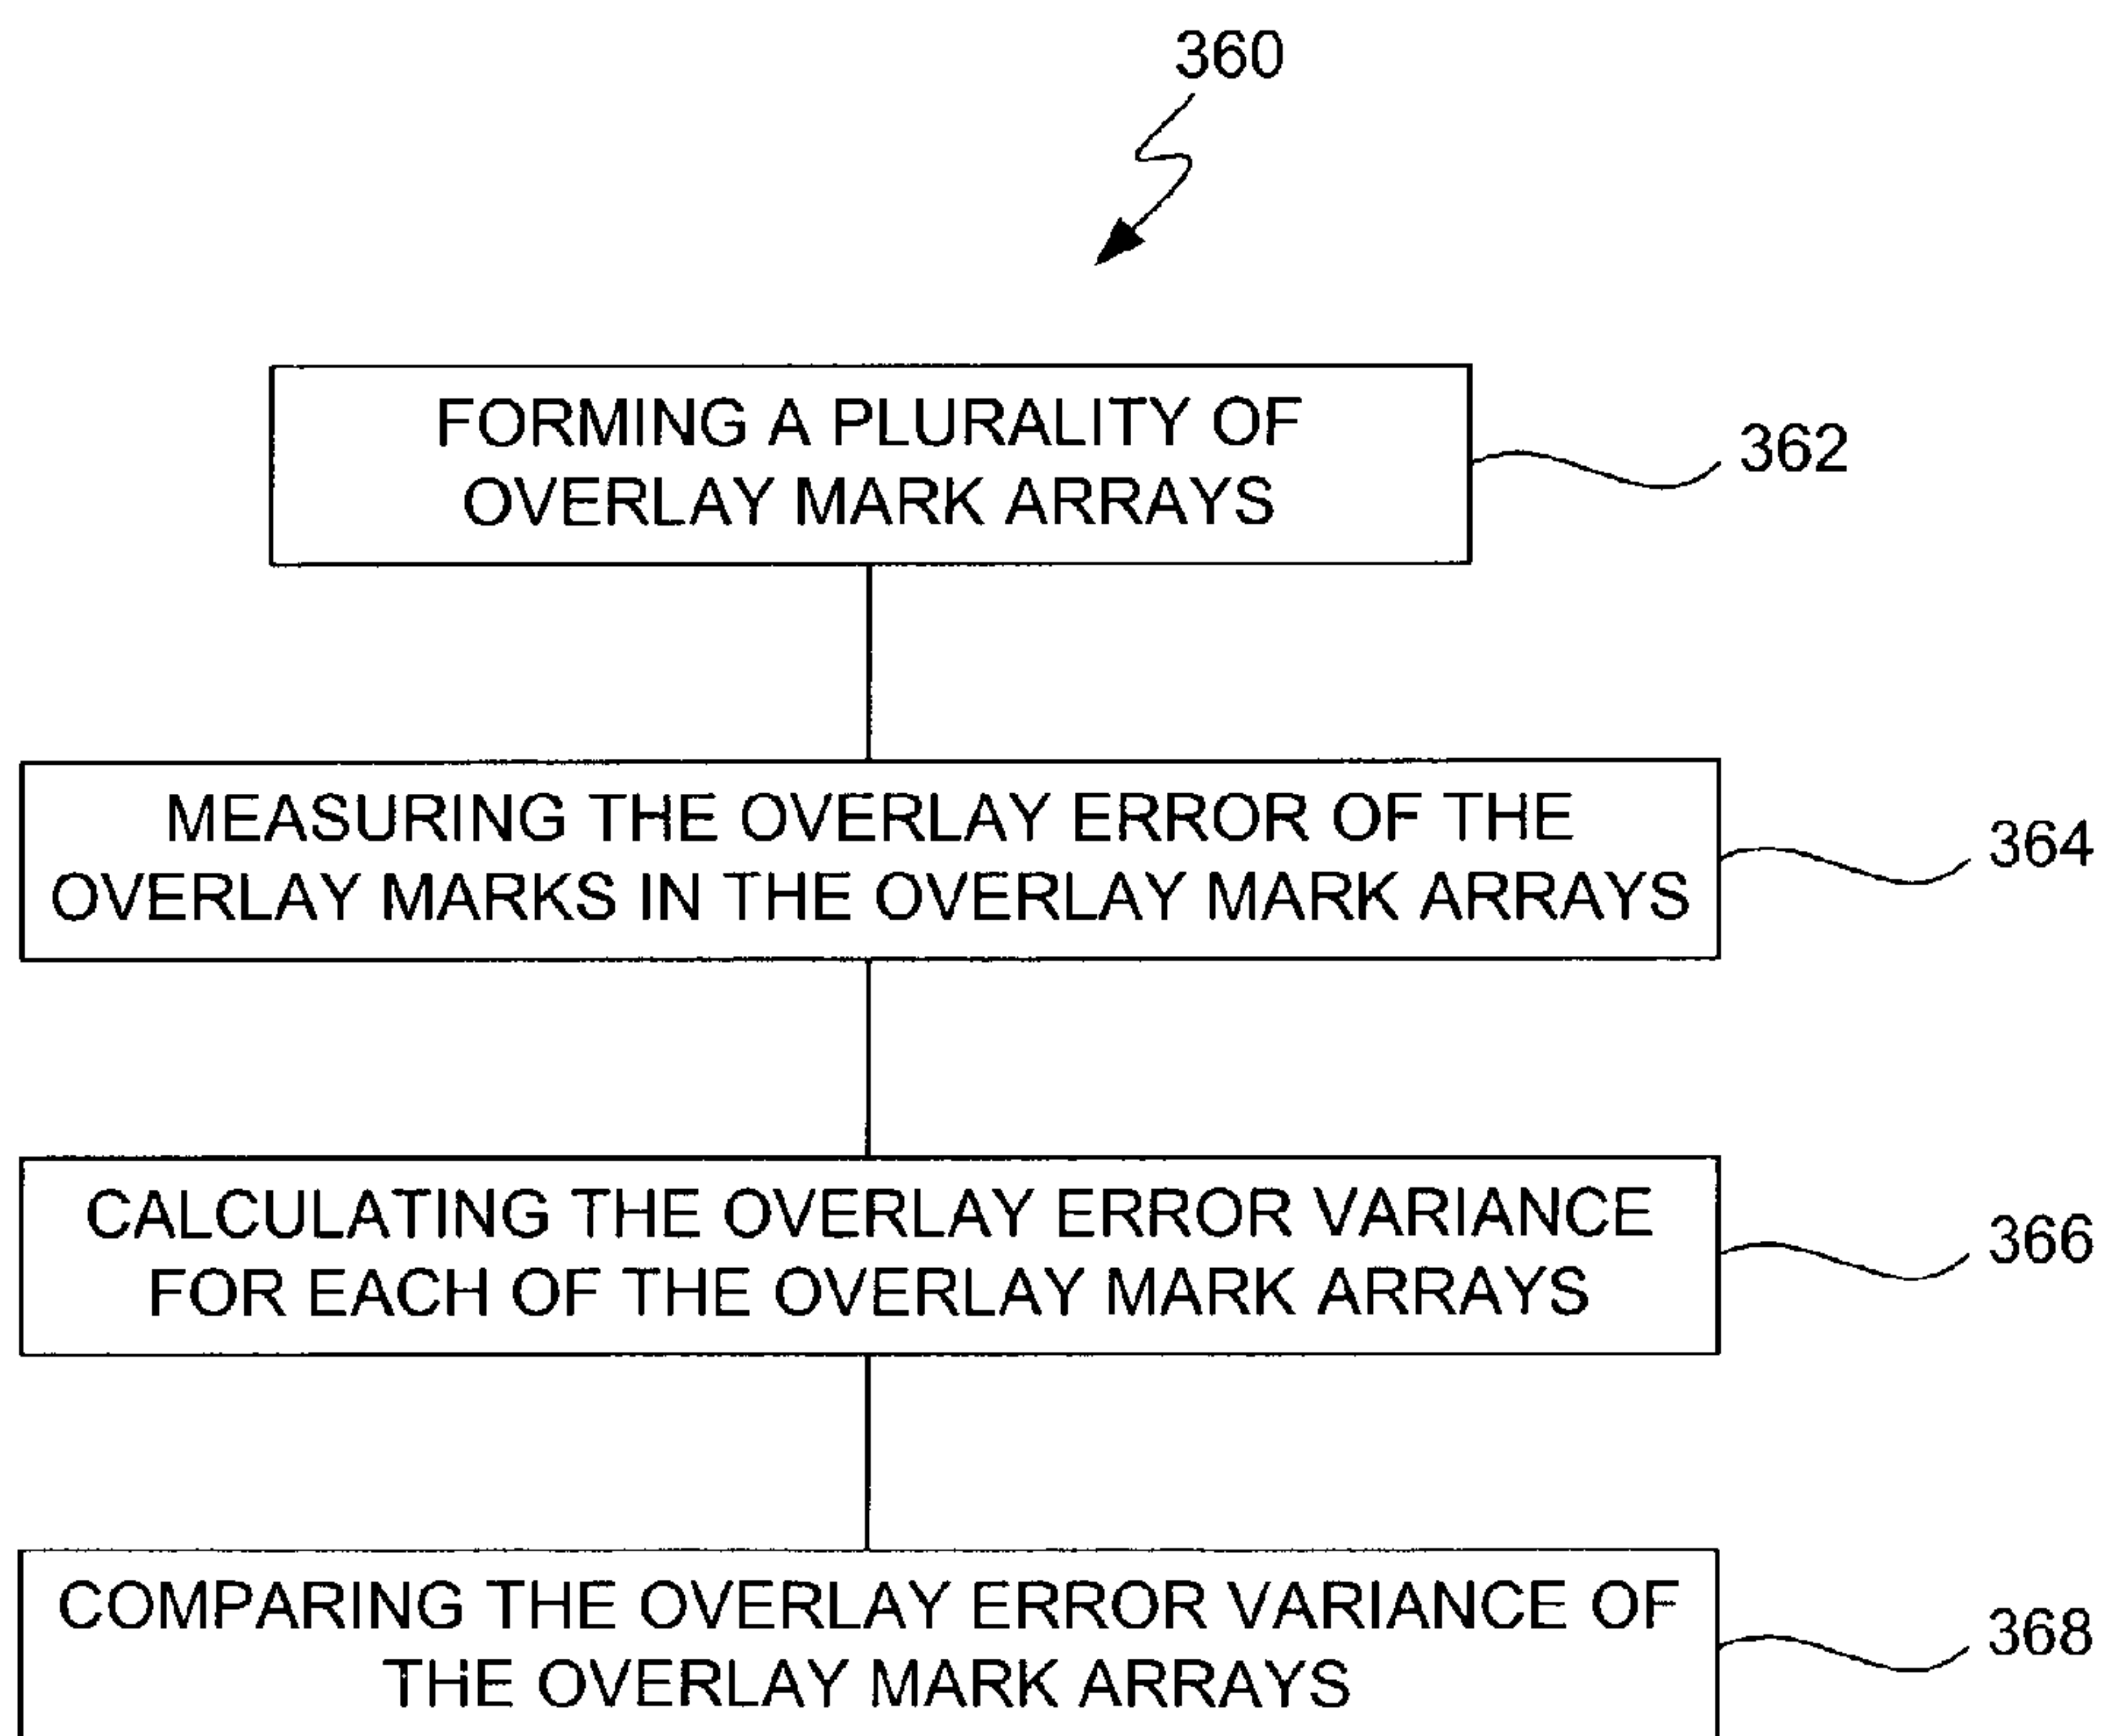 360
FORMING A PLURALITY OF
OVERLAY MARK ARRAYS
362
MEASURING THE OVERLAY ERROR OF THE
OVERLAY MARKS IN THE OVERLAY MARK ARRAYS
364
CALCULATING THE OVERLAY ERROR VARIANCE
FOR EACH OF THE OVERLAY MARK ARRAYS
366
COMPARING THE OVERLAY ERROR VARIANCE OF
THE OVERLAY MARK ARRAYS
368